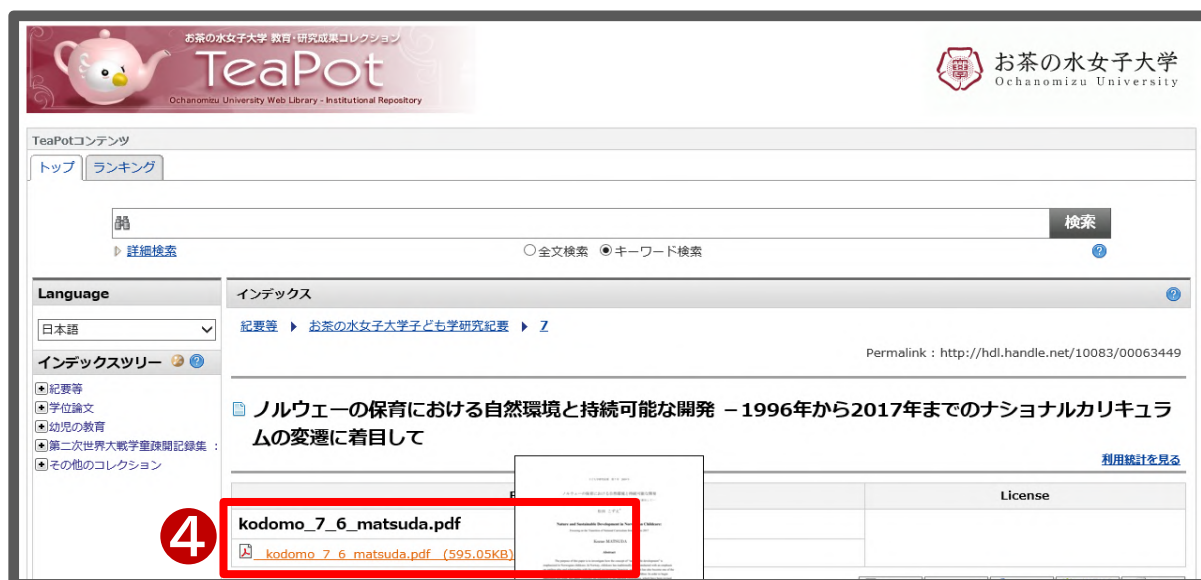 お茶の水女子大学 教育・研究成果コレクション
TeaPot
Ochanomizu University Web Library - Institutional Repository
お茶の水女子大学
Ochanomizu University
TeaPotコンテンツ
トップ ランキング
検索
詳細検索 全文検索 キーワード検索
Language
日本語
インデックスツリー
紀要等
学位論文
幼児の教育
第二次世界大戦学童疎開記録集 :
その他のコレクション
インデックス
紀要等 お茶の水女子大学子ども学研究紀要 7
Permalink : http://hdl.handle.net/10083/00063449
ノルウェーの保育における自然環境と持続可能な開発 －1996年から2017年までのナショナルカリキュラ
ムの変遷に着目して
利用統計を見る
License
4
kodomo_7_6_matsuda.pdf
kodomo_7_6_matsuda.pdf (595.05KB)
Nature and Sustainable Development in Norwegian Childcare:
Kozue MATSUDA
Abstract